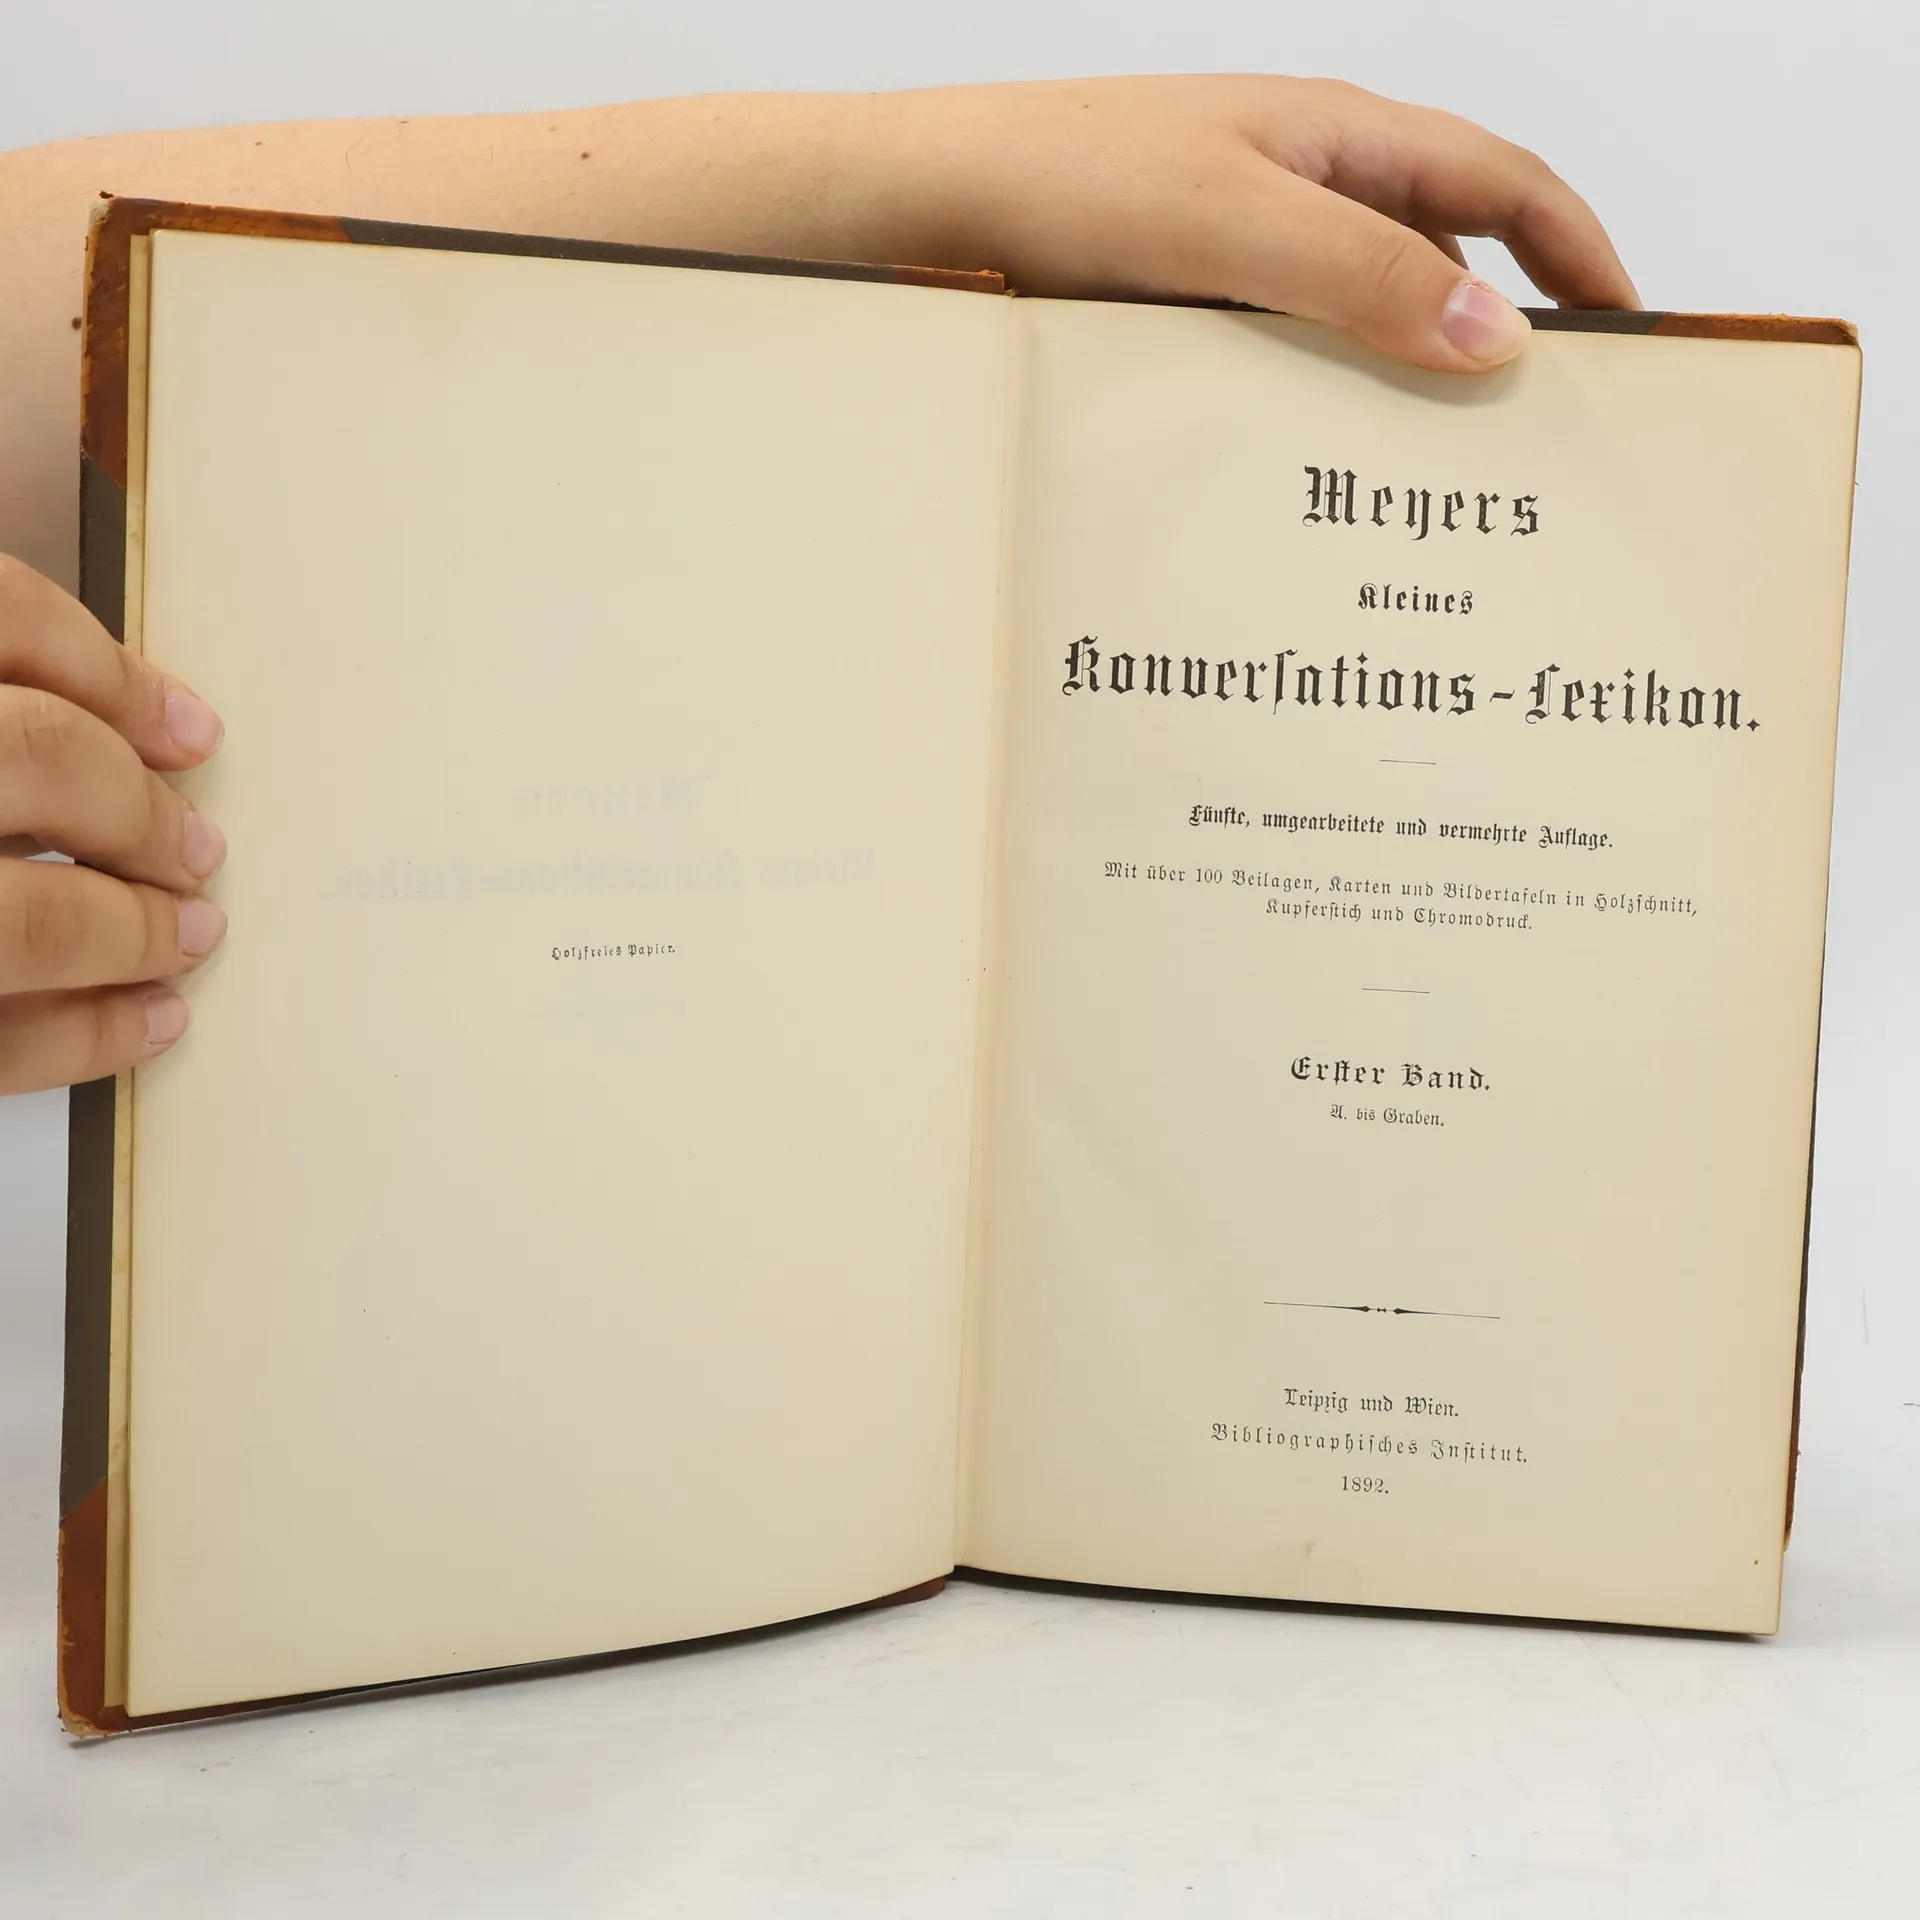 Holzfreies Papier.
Meyers
Kleines
Konverſations-Lexikon.
Fünfte, umgearbeitete und vermehrte Auflage.
Mit über 100 Beilagen, Karten und Bildertafeln in Holzſchnitt,
Kupferſtich und Chromodruck.
Erſter Band.
A. bis Graben.
Leipzig und Wien.
Bibliographiſches Inſtitut.
1892.